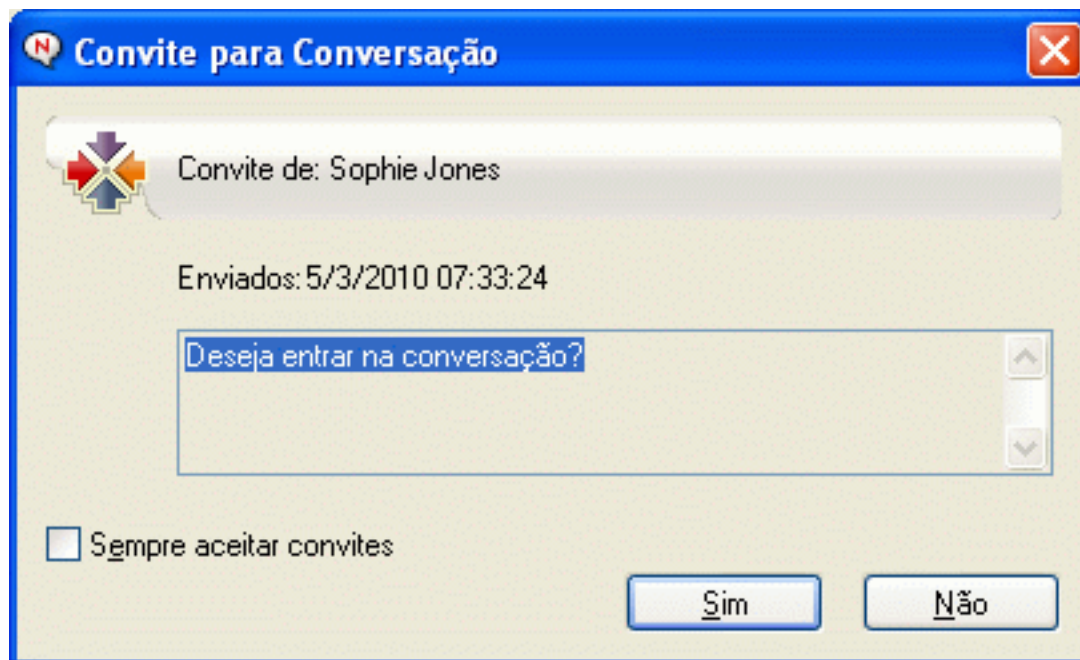 N Convite para Conversação
Convite de: Sophie Jones
Enviados: 5/3/2010 07:33:24
Deseja entrar na conversação?
Sempre aceitar convites
Sim Não